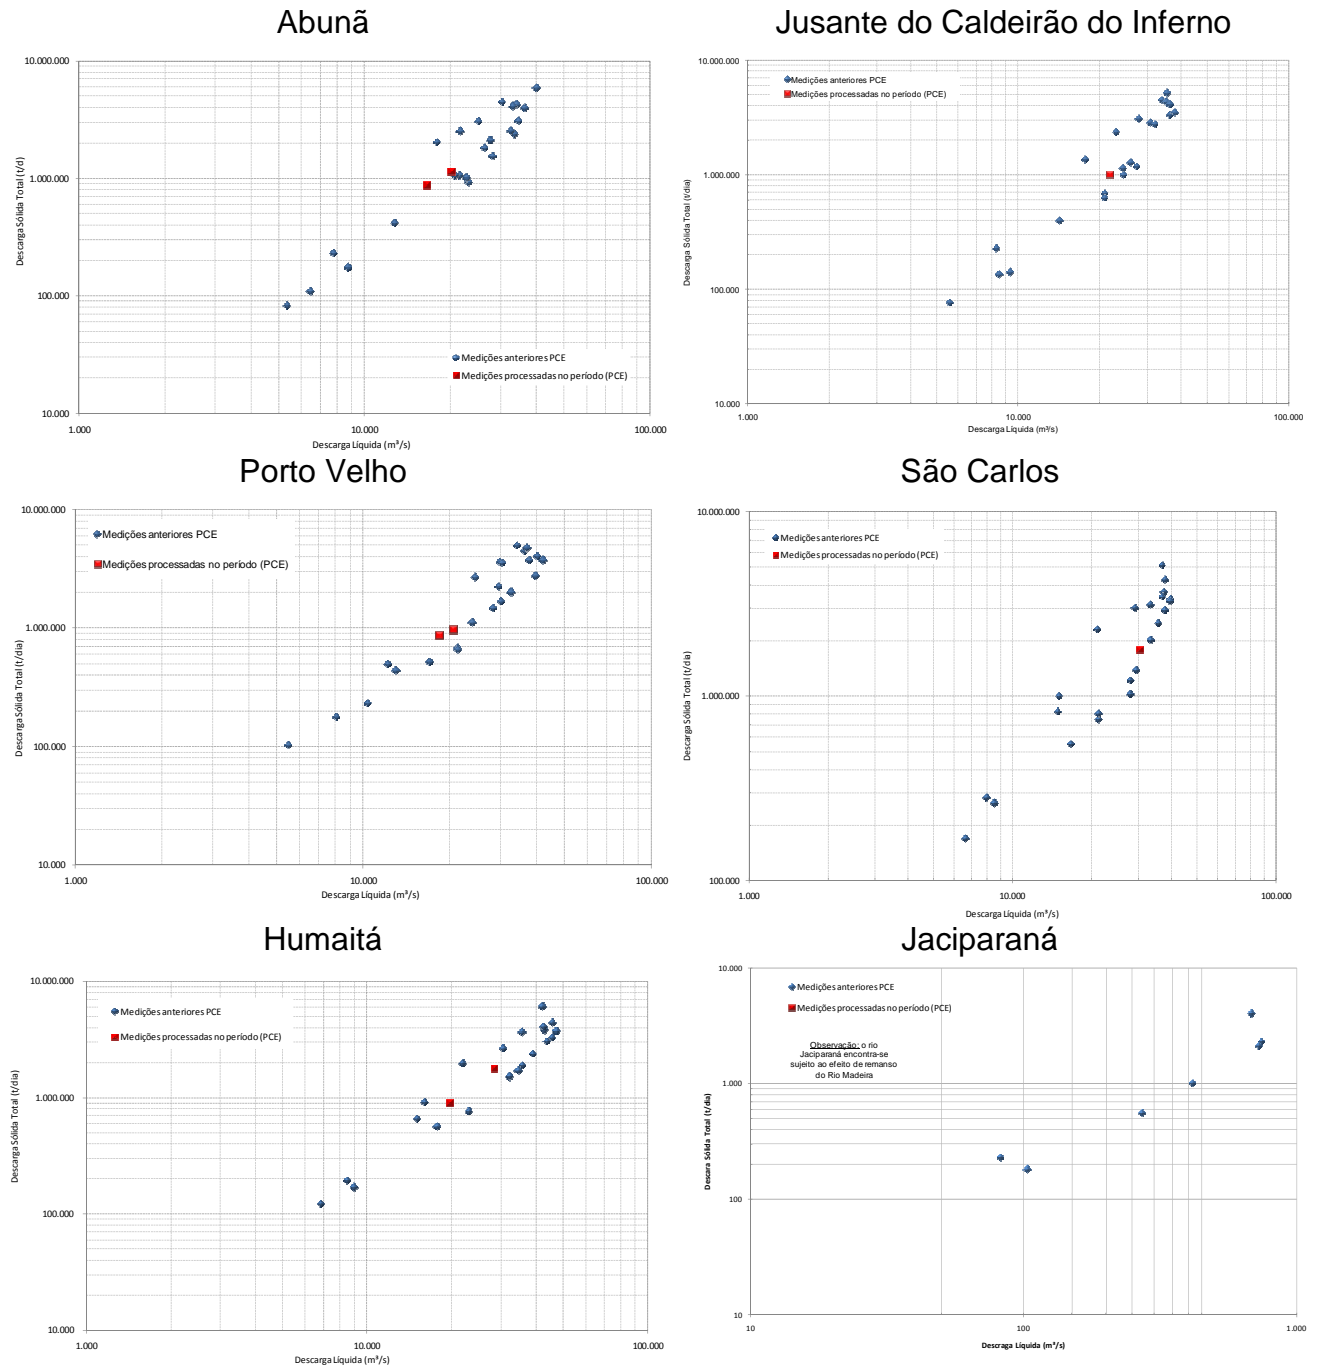 Abunã
10.000.000
1.000.000
100.000
10.000
Descarga Sólida Total (t/d)
Medições anteriores PCE
Medições processadas no período (PCE)
1.000
10.000
100.000
Descarga Líquida (m³/s)
Jusante do Caldeirão do Inferno
10.000.000
1.000.000
100.000
10.000
Descarga Sólida Total (t/dia)
Medições anteriores PCE
Medições processadas no período (PCE)
1.000
10.000
100.000
Descarga Líquida (m³/s)
Porto Velho
10.000.000
1.000.000
100.000
10.000
Descarga Sólida Total (t/dia)
Medições anteriores PCE
Medições processadas no período (PCE)
1.000
10.000
100.000
Descarga Líquida (m³/s)
São Carlos
10.000.000
1.000.000
100.000
Descarga Sólida Total (t/dia)
Medições anteriores PCE
Medições processadas no período (PCE)
1.000
10.000
100.000
Descarga Líquida (m³/s)
Humaitá
10.000.000
1.000.000
100.000
10.000
Descarga Sólida Total (t/dia)
Medições anteriores PCE
Medições processadas no período (PCE)
1.000
10.000
100.000
Descarga Líquida (m³/s)
Jaciparaná
10.000
1.000
100
10
Descara Sólida Total (t/dia)
Medições anteriores PCE
Medições processadas no período (PCE)
Observação: o rio
Jaciparaná encontra-se
sujeito ao efeito de remanso
do Rio Madeira
10
100
1.000
Descraga Líquida (m³/s)